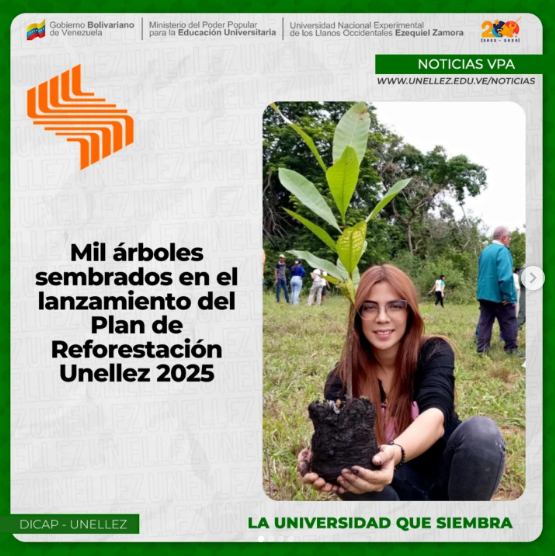 Gobierno Bolivariano
de Venezuela
Ministerio del Poder Popular
para la Educación Universitaria
Universidad Nacional Experimental
de los Llanos Occidentales Ezequiel Zamora
NOTICIAS VPA
WWW.UNELLEZ.EDU.VE/NOTICIAS
Mil árboles
sembrados en el
lanzamiento del
Plan de
Reforestación
Unellez 2025
DICAP - UNELLEZ
LA UNIVERSIDAD QUE SIEMBRA